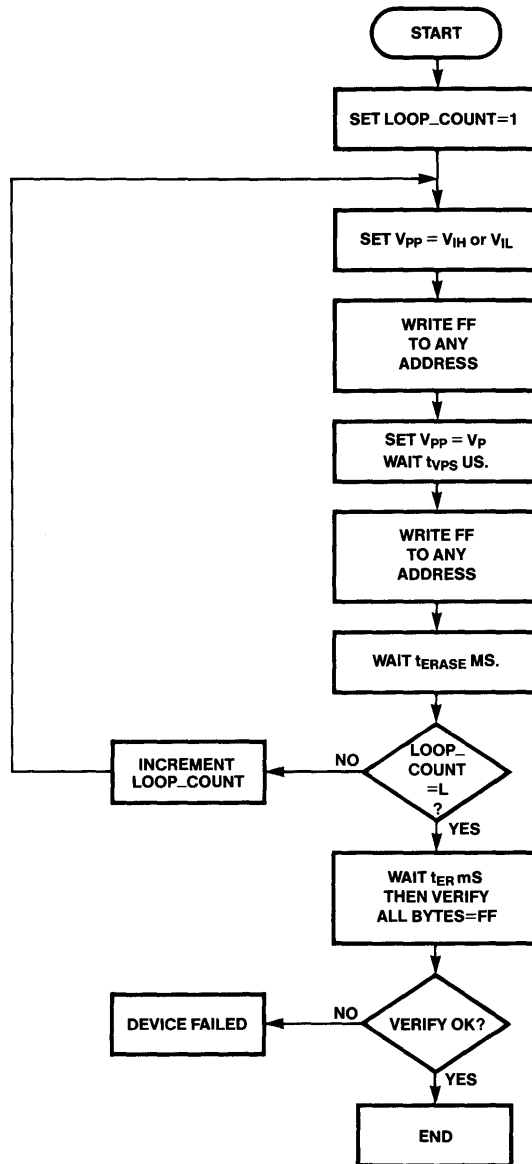 START
SET LOOP_COUNT=1
SET VPP = VIH or VIL
WRITE FF
TO ANY
ADDRESS
SET VPP = VP
WAIT tVPS US.
WRITE FF
TO ANY
ADDRESS
WAIT tERASE MS.
LOOP_
COUNT
=L
?
NO
INCREMENT
LOOP_COUNT
YES
WAIT tER mS
THEN VERIFY
ALL BYTES=FF
VERIFY OK?
NO
DEVICE FAILED
YES
END